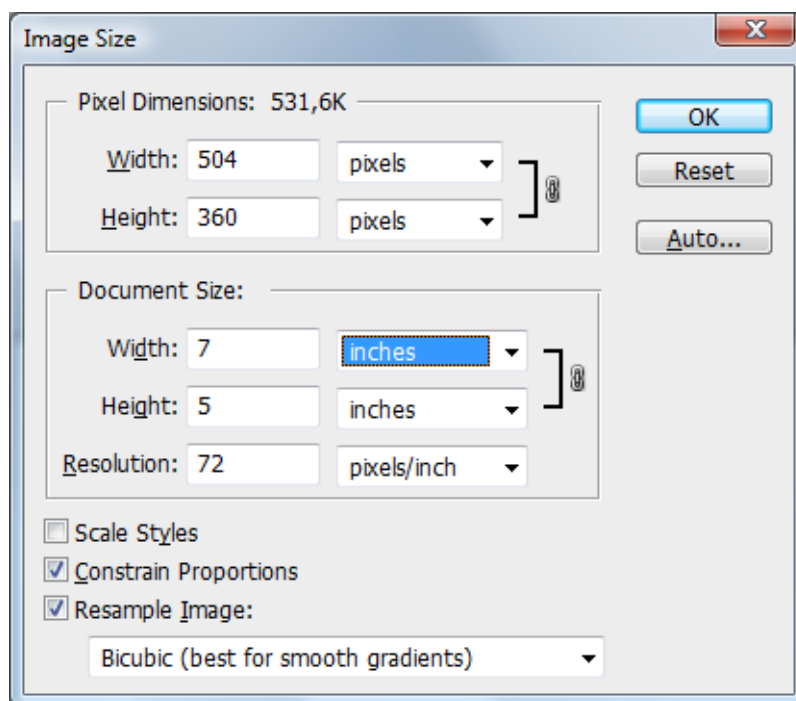 Image Size
Pixel Dimensions: 531,6K
Width: 504 pixels
Height: 360 pixels
OK
Reset
Auto...
Document Size:
Width: 7 inches
Height: 5 inches
Resolution: 72 pixels/inch
Scale Styles
Constrain Proportions
Resample Image:
Bicubic (best for smooth gradients)